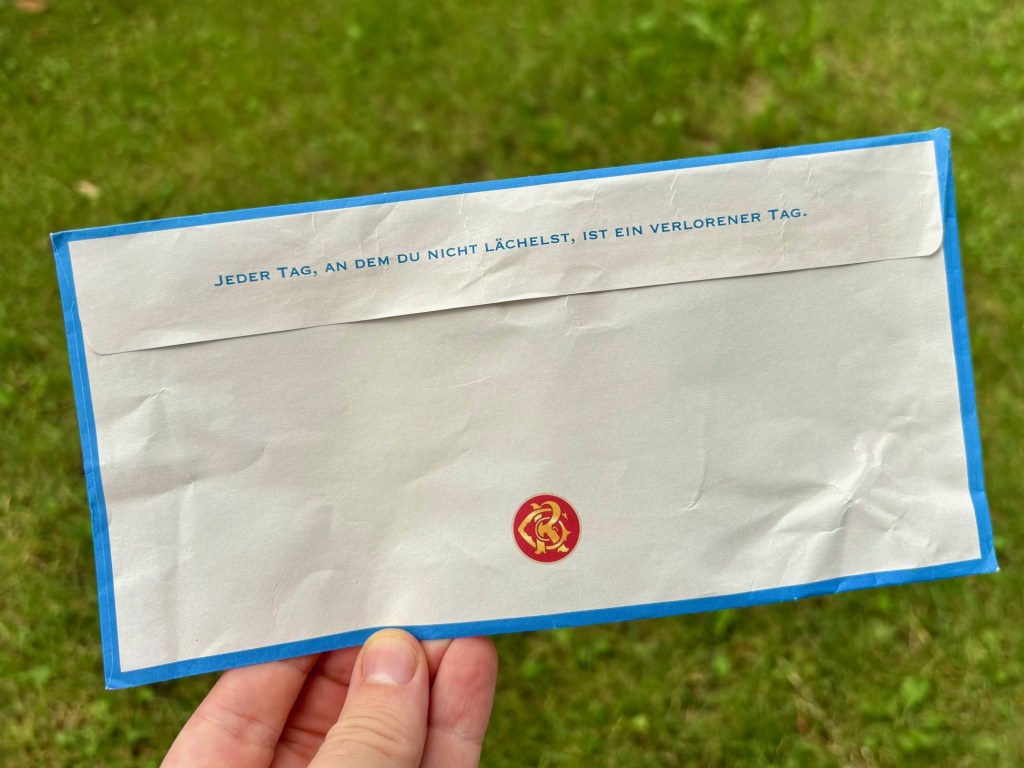 Jeder Tag, an dem du nicht lächelst, ist ein verlorener Tag.